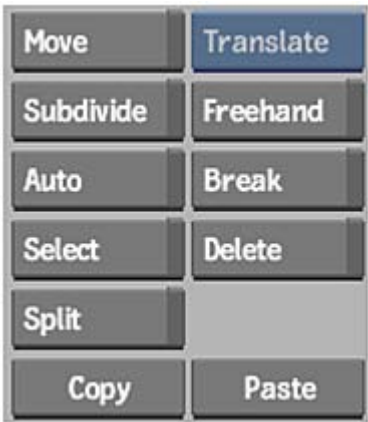 Move Translate
Subdivide Freehand
Auto Break
Select Delete
Split
Copy Paste